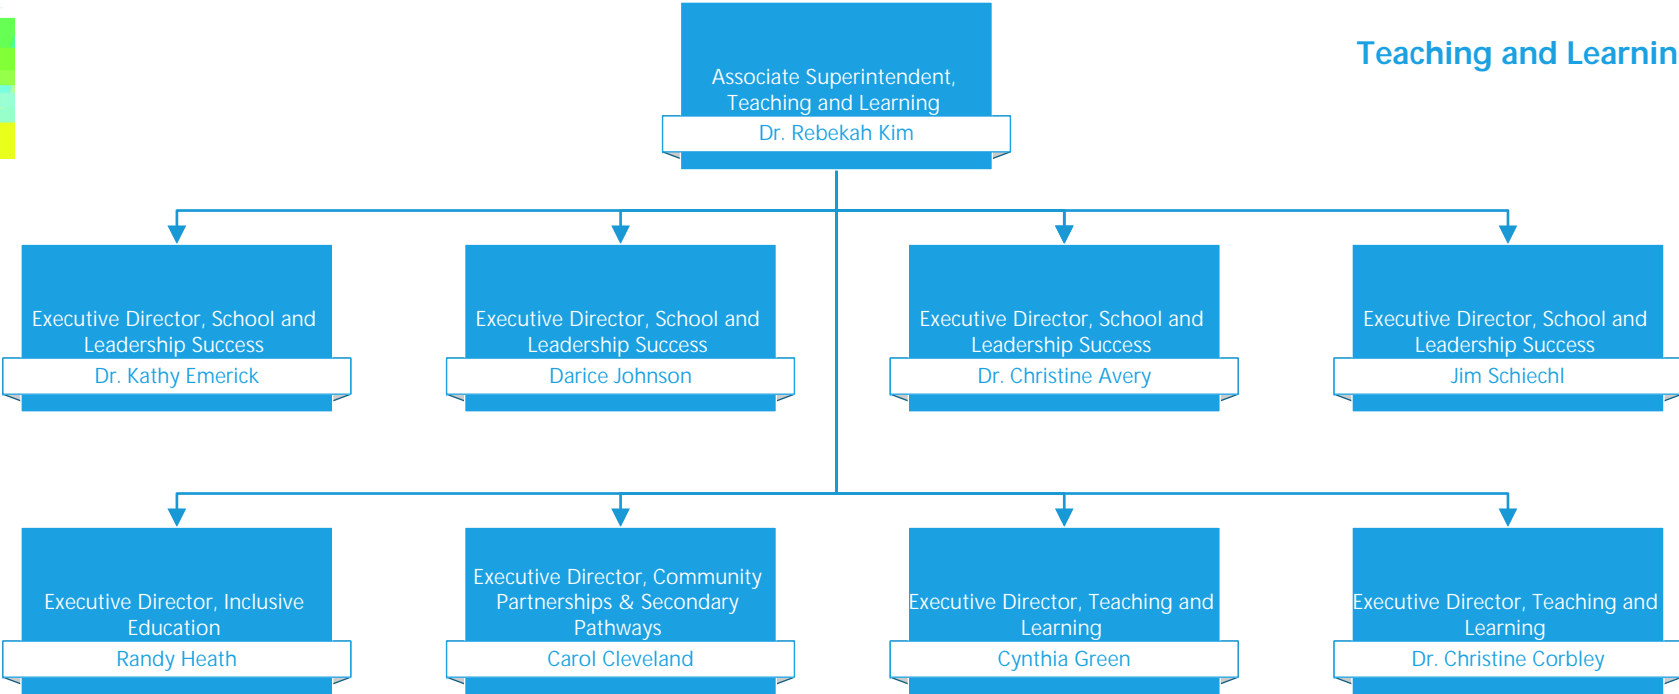 Teaching and Learnin
Associate Superintendent,
Teaching and Learning
Dr. Rebekah Kim
Executive Director, School and
Leadership Success
Dr. Kathy Emerick
Executive Director, School and
Leadership Success
Darice Johnson
Executive Director, School and
Leadership Success
Dr. Christine Avery
Executive Director, School and
Leadership Success
Jim Schiechl
Executive Director, Inclusive
Education
Randy Heath
Executive Director, Community
Partnerships & Secondary
Pathways
Carol Cleveland
Executive Director, Teaching and
Learning
Cynthia Green
Executive Director, Teaching and
Learning
Dr. Christine Corbley